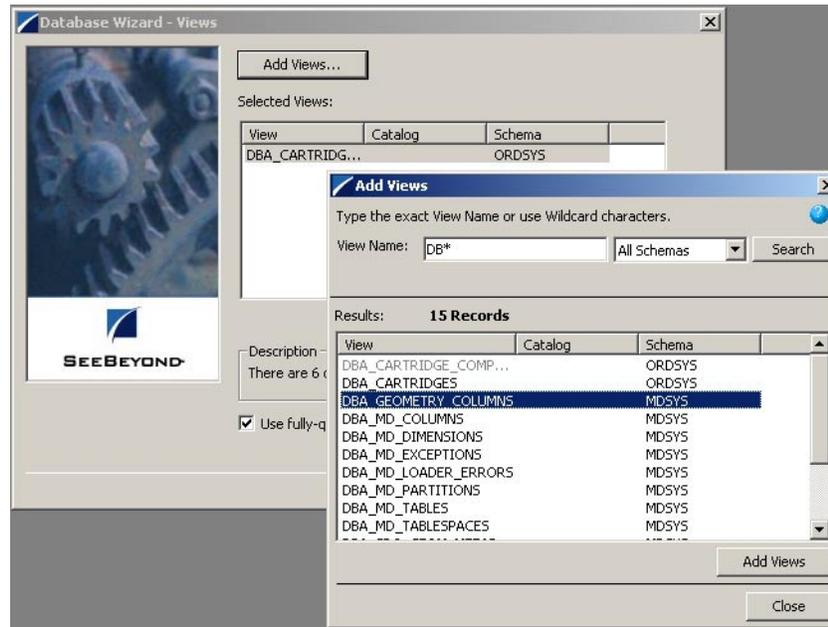 Database Wizard - Views
Add Views...
Selected Views:
View Catalog Schema
DBA_CARTRIDG... ORDSYS
SEEBEYOND
Description
There are 6
Use fully-q
Add Views
Type the exact View Name or use Wildcard characters.
View Name: DB* All Schemas Search
Results: 15 Records
View Catalog Schema
DBA_CARTRIDGE_COMP... ORDSYS
DBA_CARTRIDGES ORDSYS
DBA_GEOMETRY_COLUMNS MDSYS
DBA_MD_COLUMNS MDSYS
DBA_MD_DIMENSIONS MDSYS
DBA_MD_EXCEPTIONS MDSYS
DBA_MD_LOADER_ERRORS MDSYS
DBA_MD_PARTITIONS MDSYS
DBA_MD_TABLES MDSYS
DBA_MD_TABLESPACES MDSYS
Add Views
Close